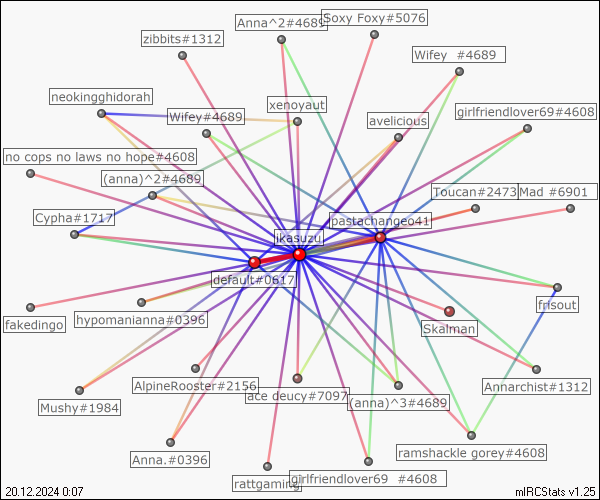 Soxy Foxy#5076
Anna^2#4689
zibbits#1312
Wifey  #4689
neokingghidorah
xenoyaut
girlfriendlover69#4608
Wifey#4689
avelicious
no cops no laws no hope#4608
(anna)^2#4689
Toucan#2473
Mad #6901
Cypha#1717
pastachangeo41
ikasuzu
default#0617
frisout
hypomanianna#0396
fakedingo
Skalman
AlpineRooster#2156
Annarchist#1312
ace deucy#7097
(anna)^3#4689
Mushy#1984
ramshackle gorey#4608
Anna.#0396
girlfriendlover69  #4608
rattgaming
20.12.2024 0:07
mIRCStats v1.25